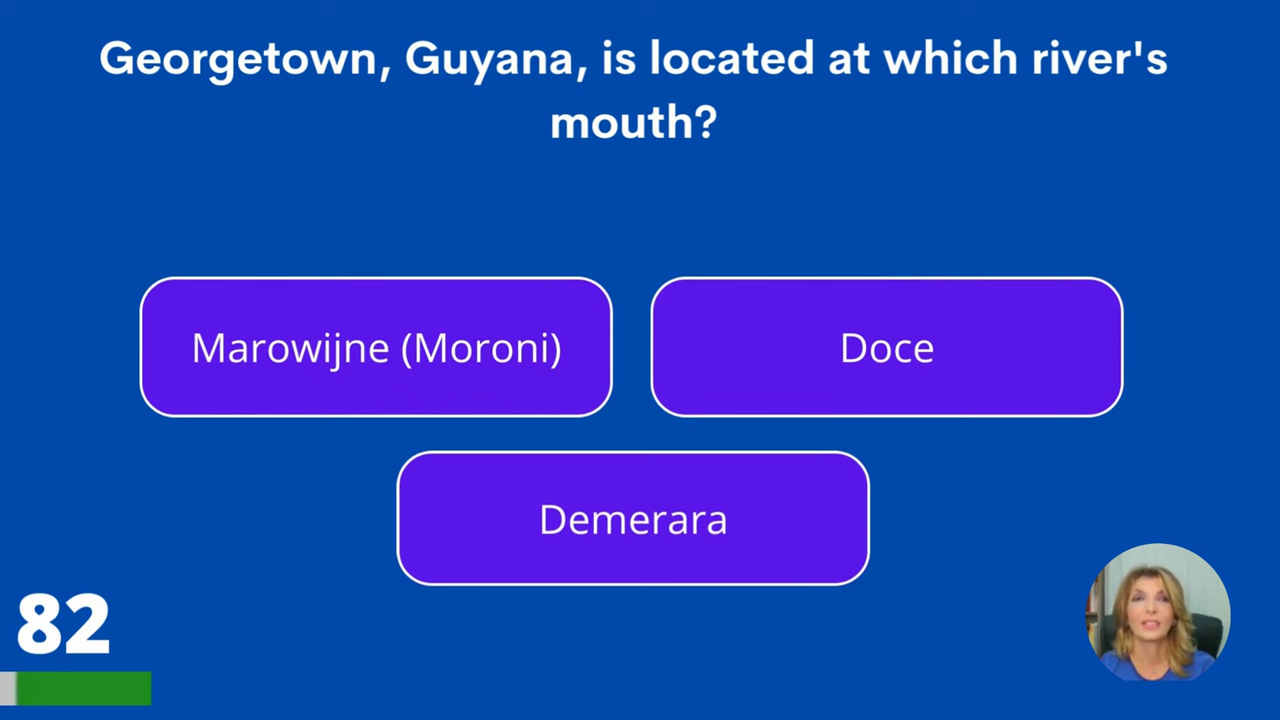 Georgetown, Guyana, is located at which river's
mouth?
Marowijne (Moroni)
Doce
Demerara
82